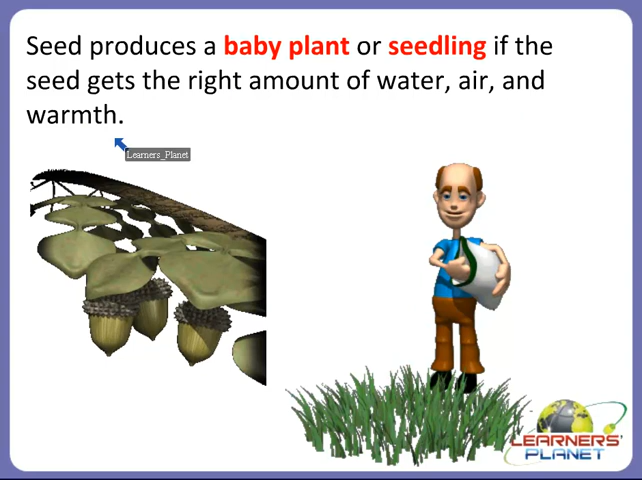 Seed produces a baby plant or seedling if the
seed gets the right amount of water, air, and
warmth.
Learners_Planet
LEARNERS'
PLANET